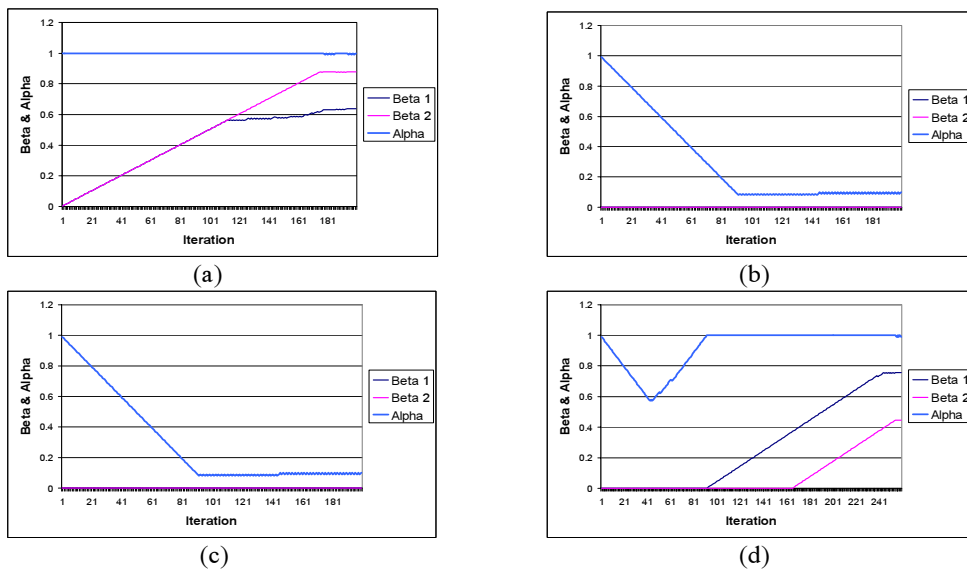 1.2
1
0.8
0.6
0.4
0.2
0
Beta & Alpha
1 21 41 61 81 101 121 141 161 181
Iteration
Beta 1
Beta 2
Alpha
(a)
1.2
1
0.8
0.6
0.4
0.2
0
Beta & Alpha
1 21 41 61 81 101 121 141 161 181
Iteration
Beta 1
Beta 2
Alpha
(b)
1.2
1
0.8
0.6
0.4
0.2
0
Beta & Alpha
1 21 41 61 81 101 121 141 161 181
Iteration
Beta 1
Beta 2
Alpha
(c)
1.2
1
0.8
0.6
0.4
0.2
0
Beta & Alpha
1 21 41 61 81 101 121 141 161 181 201 221 241
Iteration
Beta 1
Beta 2
Alpha
(d)